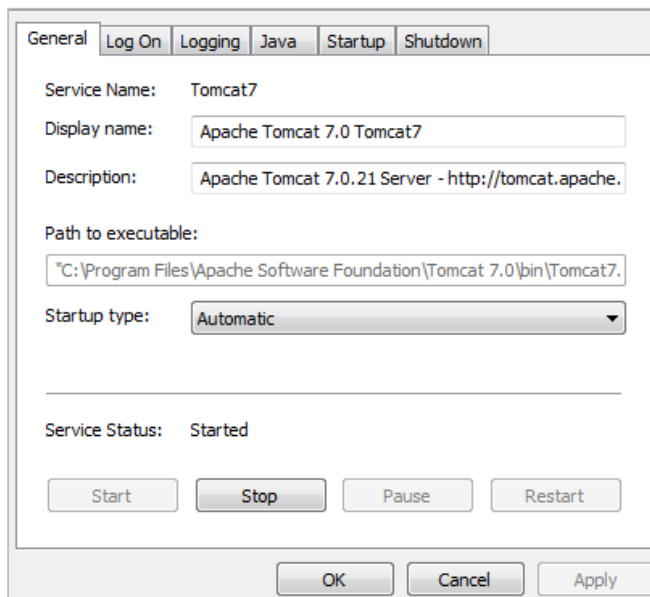 General Log On Logging Java Startup Shutdown
Service Name: Tomcat7
Display name: Apache Tomcat 7.0 Tomcat7
Description: Apache Tomcat 7.0.21 Server - http://tomcat.apache.
Path to executable:
"C:\Program Files\Apache Software Foundation\Tomcat 7.0\bin\Tomcat7.
Startup type: Automatic
Service Status: Started
Start Stop Pause Restart
OK Cancel Apply